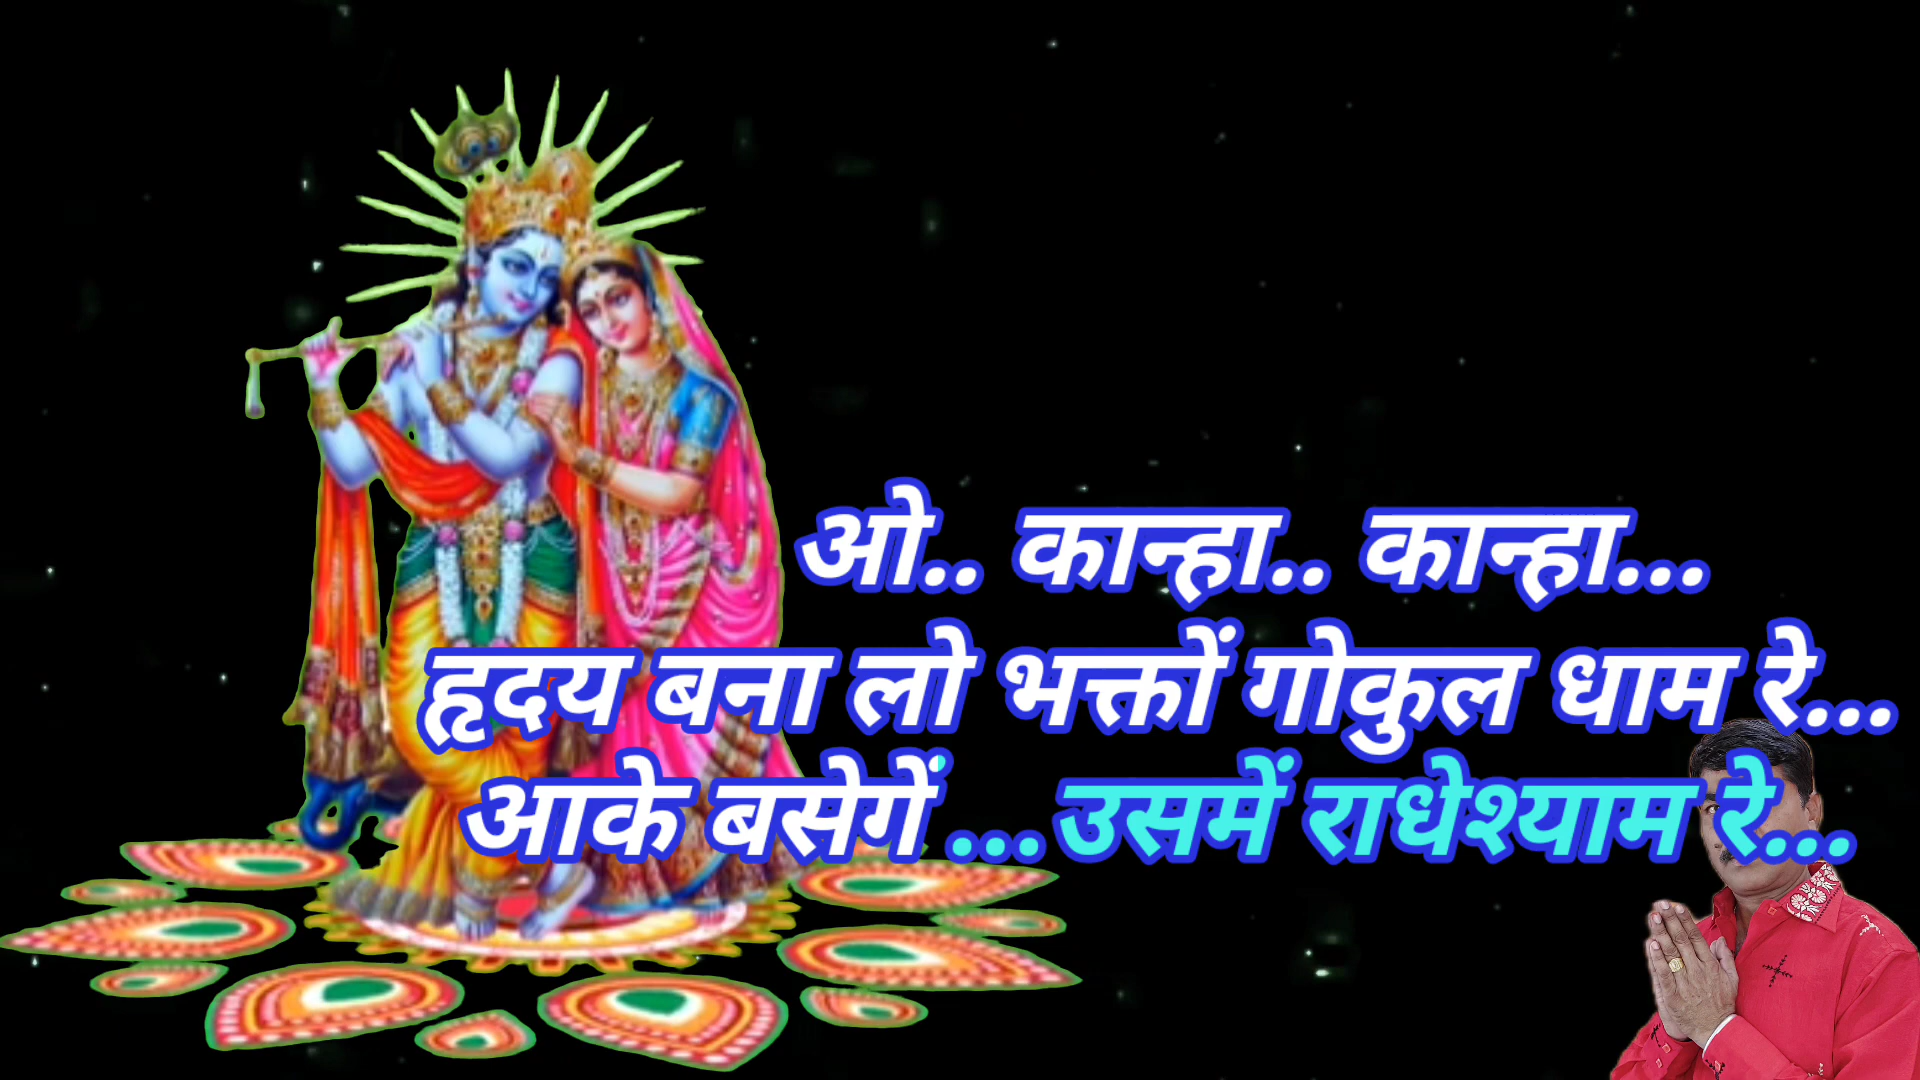 ओ.. कान्हा.. कान्हा...
हृदय बना लो भक्तों गोकुल धाम रे...
आके बसेगें ...उसमें राधेश्याम रे...